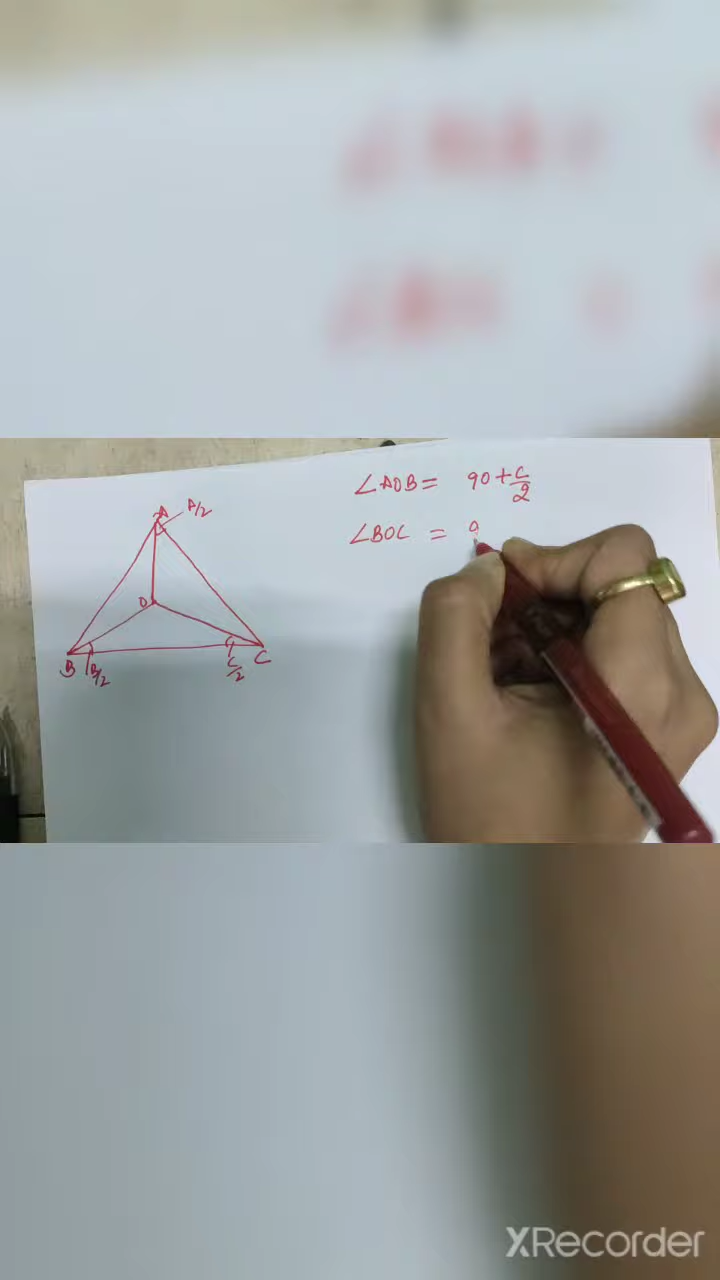 ∠AOB = 90 + C/2
∠BOC = 9
A
A/2
O
B
B/2
C/2
C
XRecorder